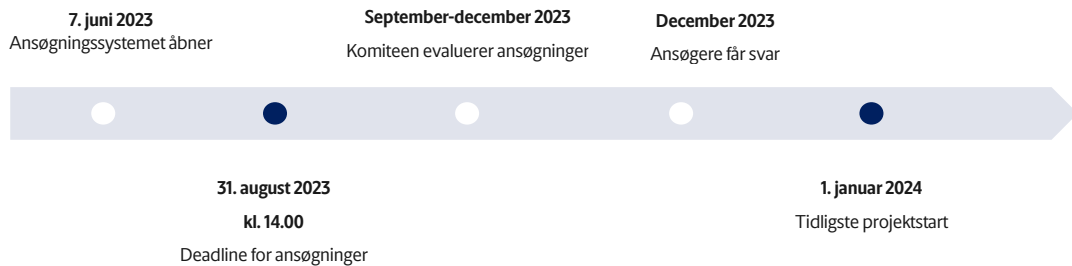 7. juni 2023
Ansøgningssystemet åbner
31. august 2023
kl. 14.00
Deadline for ansøgninger
September-december 2023
Komiteen evaluerer ansøgninger
December 2023
Ansøgere får svar
1. januar 2024
Tidligste projektstart